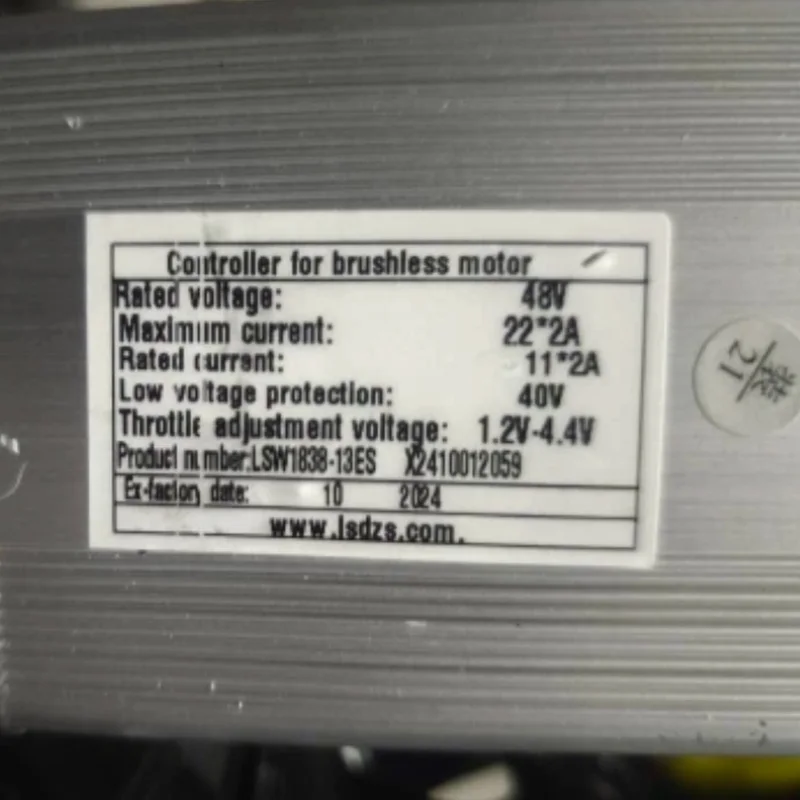 Controller for brushless motor
Rated voltage: 48V
Maximum current: 22*2A
Rated current: 11*2A
Low voltage protection: 40V
Throttle adjustment voltage: 1.2V-4.4V
Product number:LSW1838-13ES X2410012059
Ex-factory date: 10 2024
www.lsdzs.com.
21